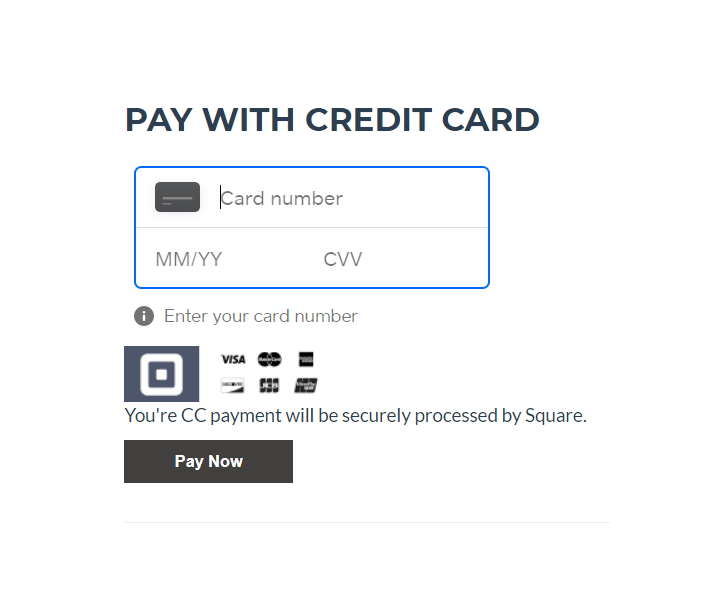 PAY WITH CREDIT CARD
Card number
MM/YY CVV
Enter your card number
VISA
You're CC payment will be securely processed by Square.
Pay Now